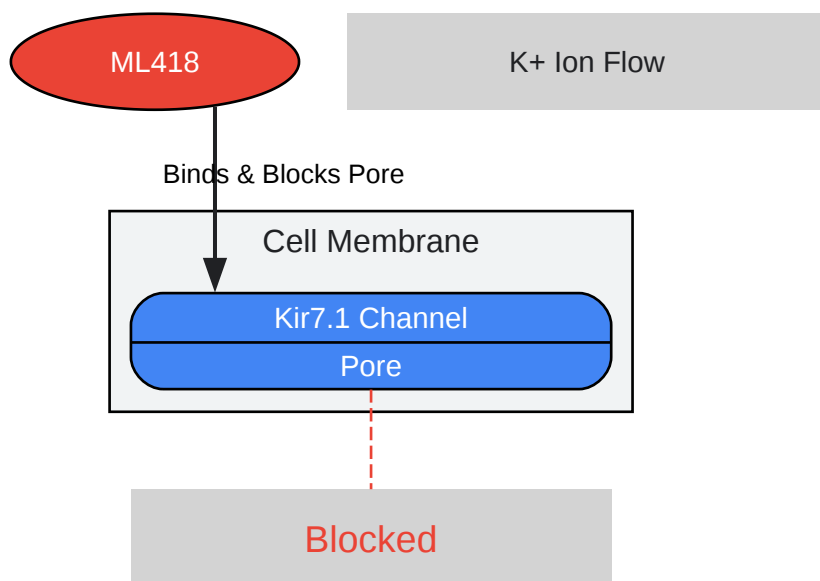 ML418
K+ Ion Flow
Binds & Blocks Pore
Cell Membrane
Kir7.1 Channel
Pore
Blocked